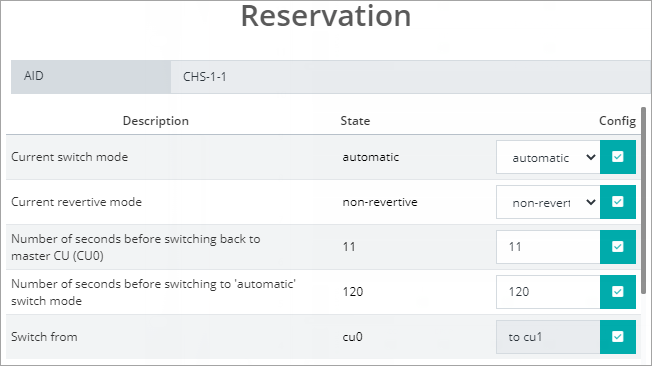 Reservation
AID CHS-1-1
Description State Config
Current switch mode automatic automatic
Current revertive mode non-revertive non-revert
Number of seconds before switching back to
master CU (CU0) 11 11
Number of seconds before switching to 'automatic'
switch mode 120 120
Switch from cu0 to cu1